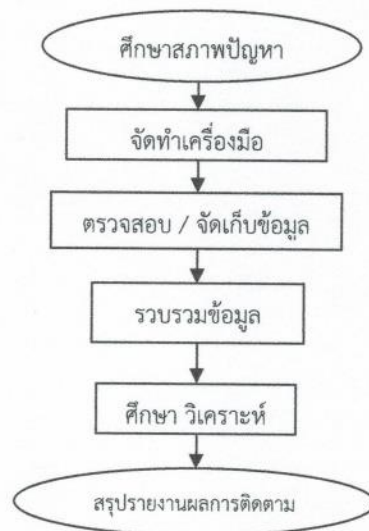 ศึกษาสภาพปัญหา
จัดทำเครื่องมือ
ตรวจสอบ / จัดเก็บข้อมูล
รวบรวมข้อมูล
ศึกษา วิเคราะห์
สรุปรายงานผลการติดตาม